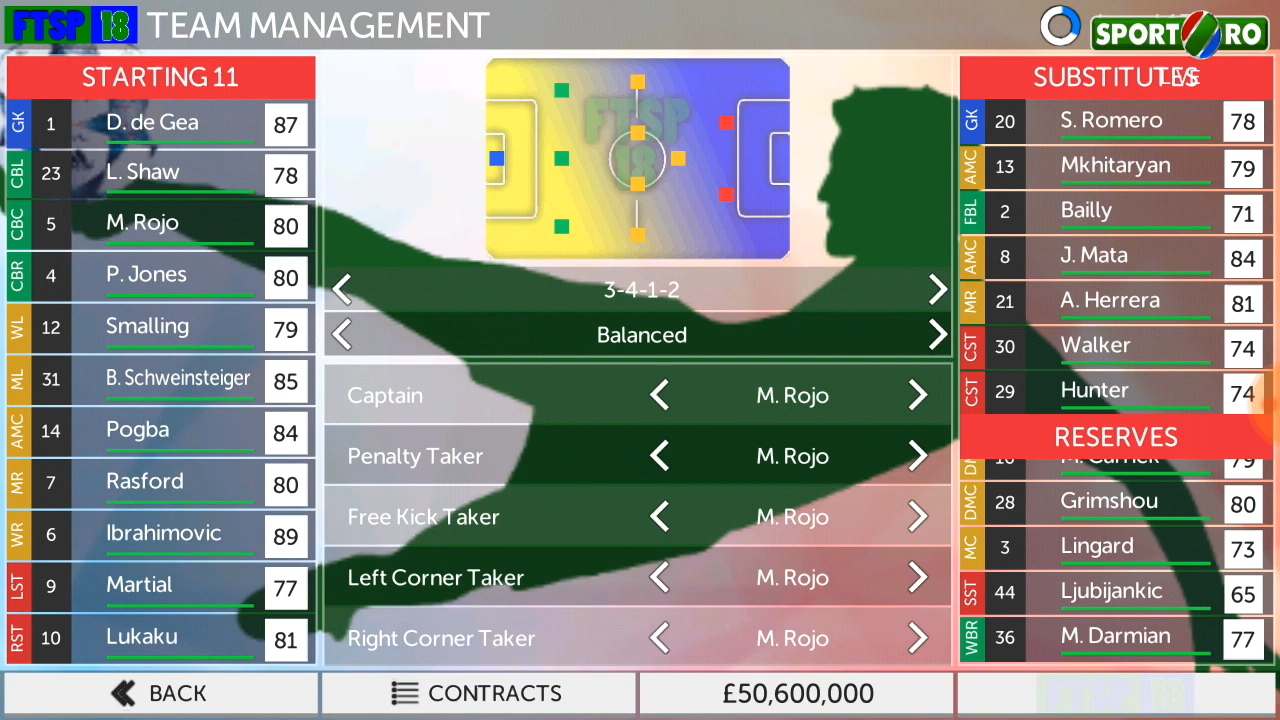 FTSP 18 TEAM MANAGEMENT
SPORT RO
STARTING 11
GK 1 D. de Gea 87
CBL 23 L. Shaw 78
CBC 5 M. Rojo 80
CBR 4 P. Jones 80
WL 12 Smalling 79
ML 31 B. Schweinsteiger 85
AMC 14 Pogba 84
MR 7 Rasford 80
WR 6 Ibrahimovic 89
LST 9 Martial 77
RST 10 Lukaku 81
FTSP
18
3-4-1-2
Balanced
Captain M. Rojo
Penalty Taker M. Rojo
Free Kick Taker M. Rojo
Left Corner Taker M. Rojo
Right Corner Taker M. Rojo
SUBSTITUTES
GK 20 S. Romero 78
AMC 13 Mkhitaryan 79
FBL 2 Bailly 71
AMC 8 J. Mata 84
MR 21 A. Herrera 81
CST 30 Walker 74
CST 29 Hunter 74
RESERVES
M. Carrick 79
DMC 28 Grimshou 80
MC 3 Lingard 73
SST 44 Ljubijankic 65
WBR 36 M. Darmian 77
BACK
CONTRACTS
£50,600,000
FTSP 18